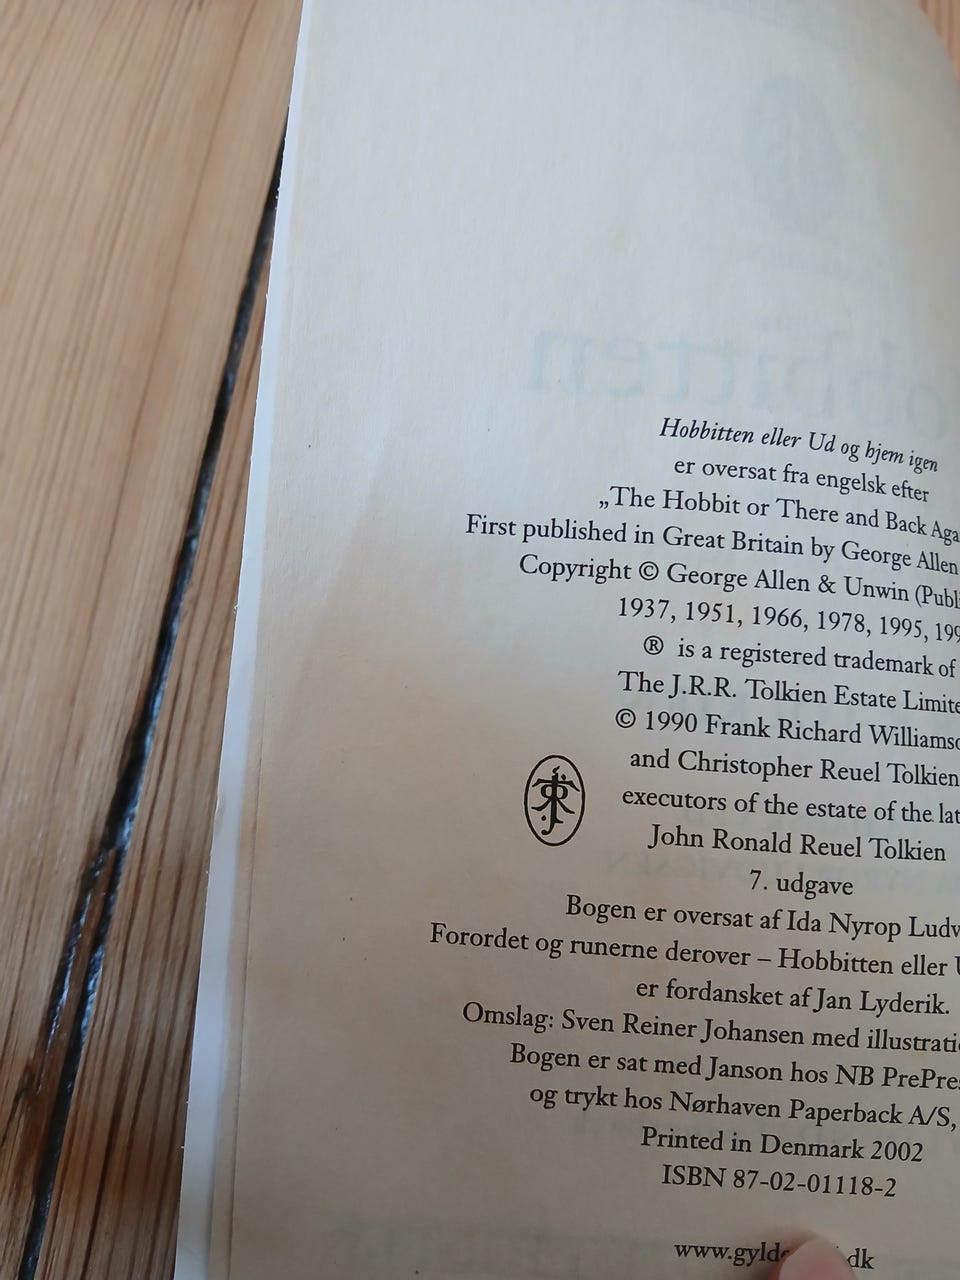 Hobbitten eller Ud og hjem igen
er oversat fra engelsk efter
„The Hobbit or There and Back Aga
First published in Great Britain by George Allen
Copyright © George Allen & Unwin (Publi
1937, 1951, 1966, 1978, 1995, 199
® is a registered trademark of
The J.R.R. Tolkien Estate Limite
© 1990 Frank Richard Williamso
and Christopher Reuel Tolkien
executors of the estate of the lat
John Ronald Reuel Tolkien
7. udgave
Bogen er oversat af Ida Nyrop Ludv
Forordet og runerne derover – Hobbitten eller U
er fordansket af Jan Lyderik.
Omslag: Sven Reiner Johansen med illustrati
Bogen er sat med Janson hos NB PrePres
og trykt hos Nørhaven Paperback A/S,
Printed in Denmark 2002
ISBN 87-02-01118-2
www.gylde dk